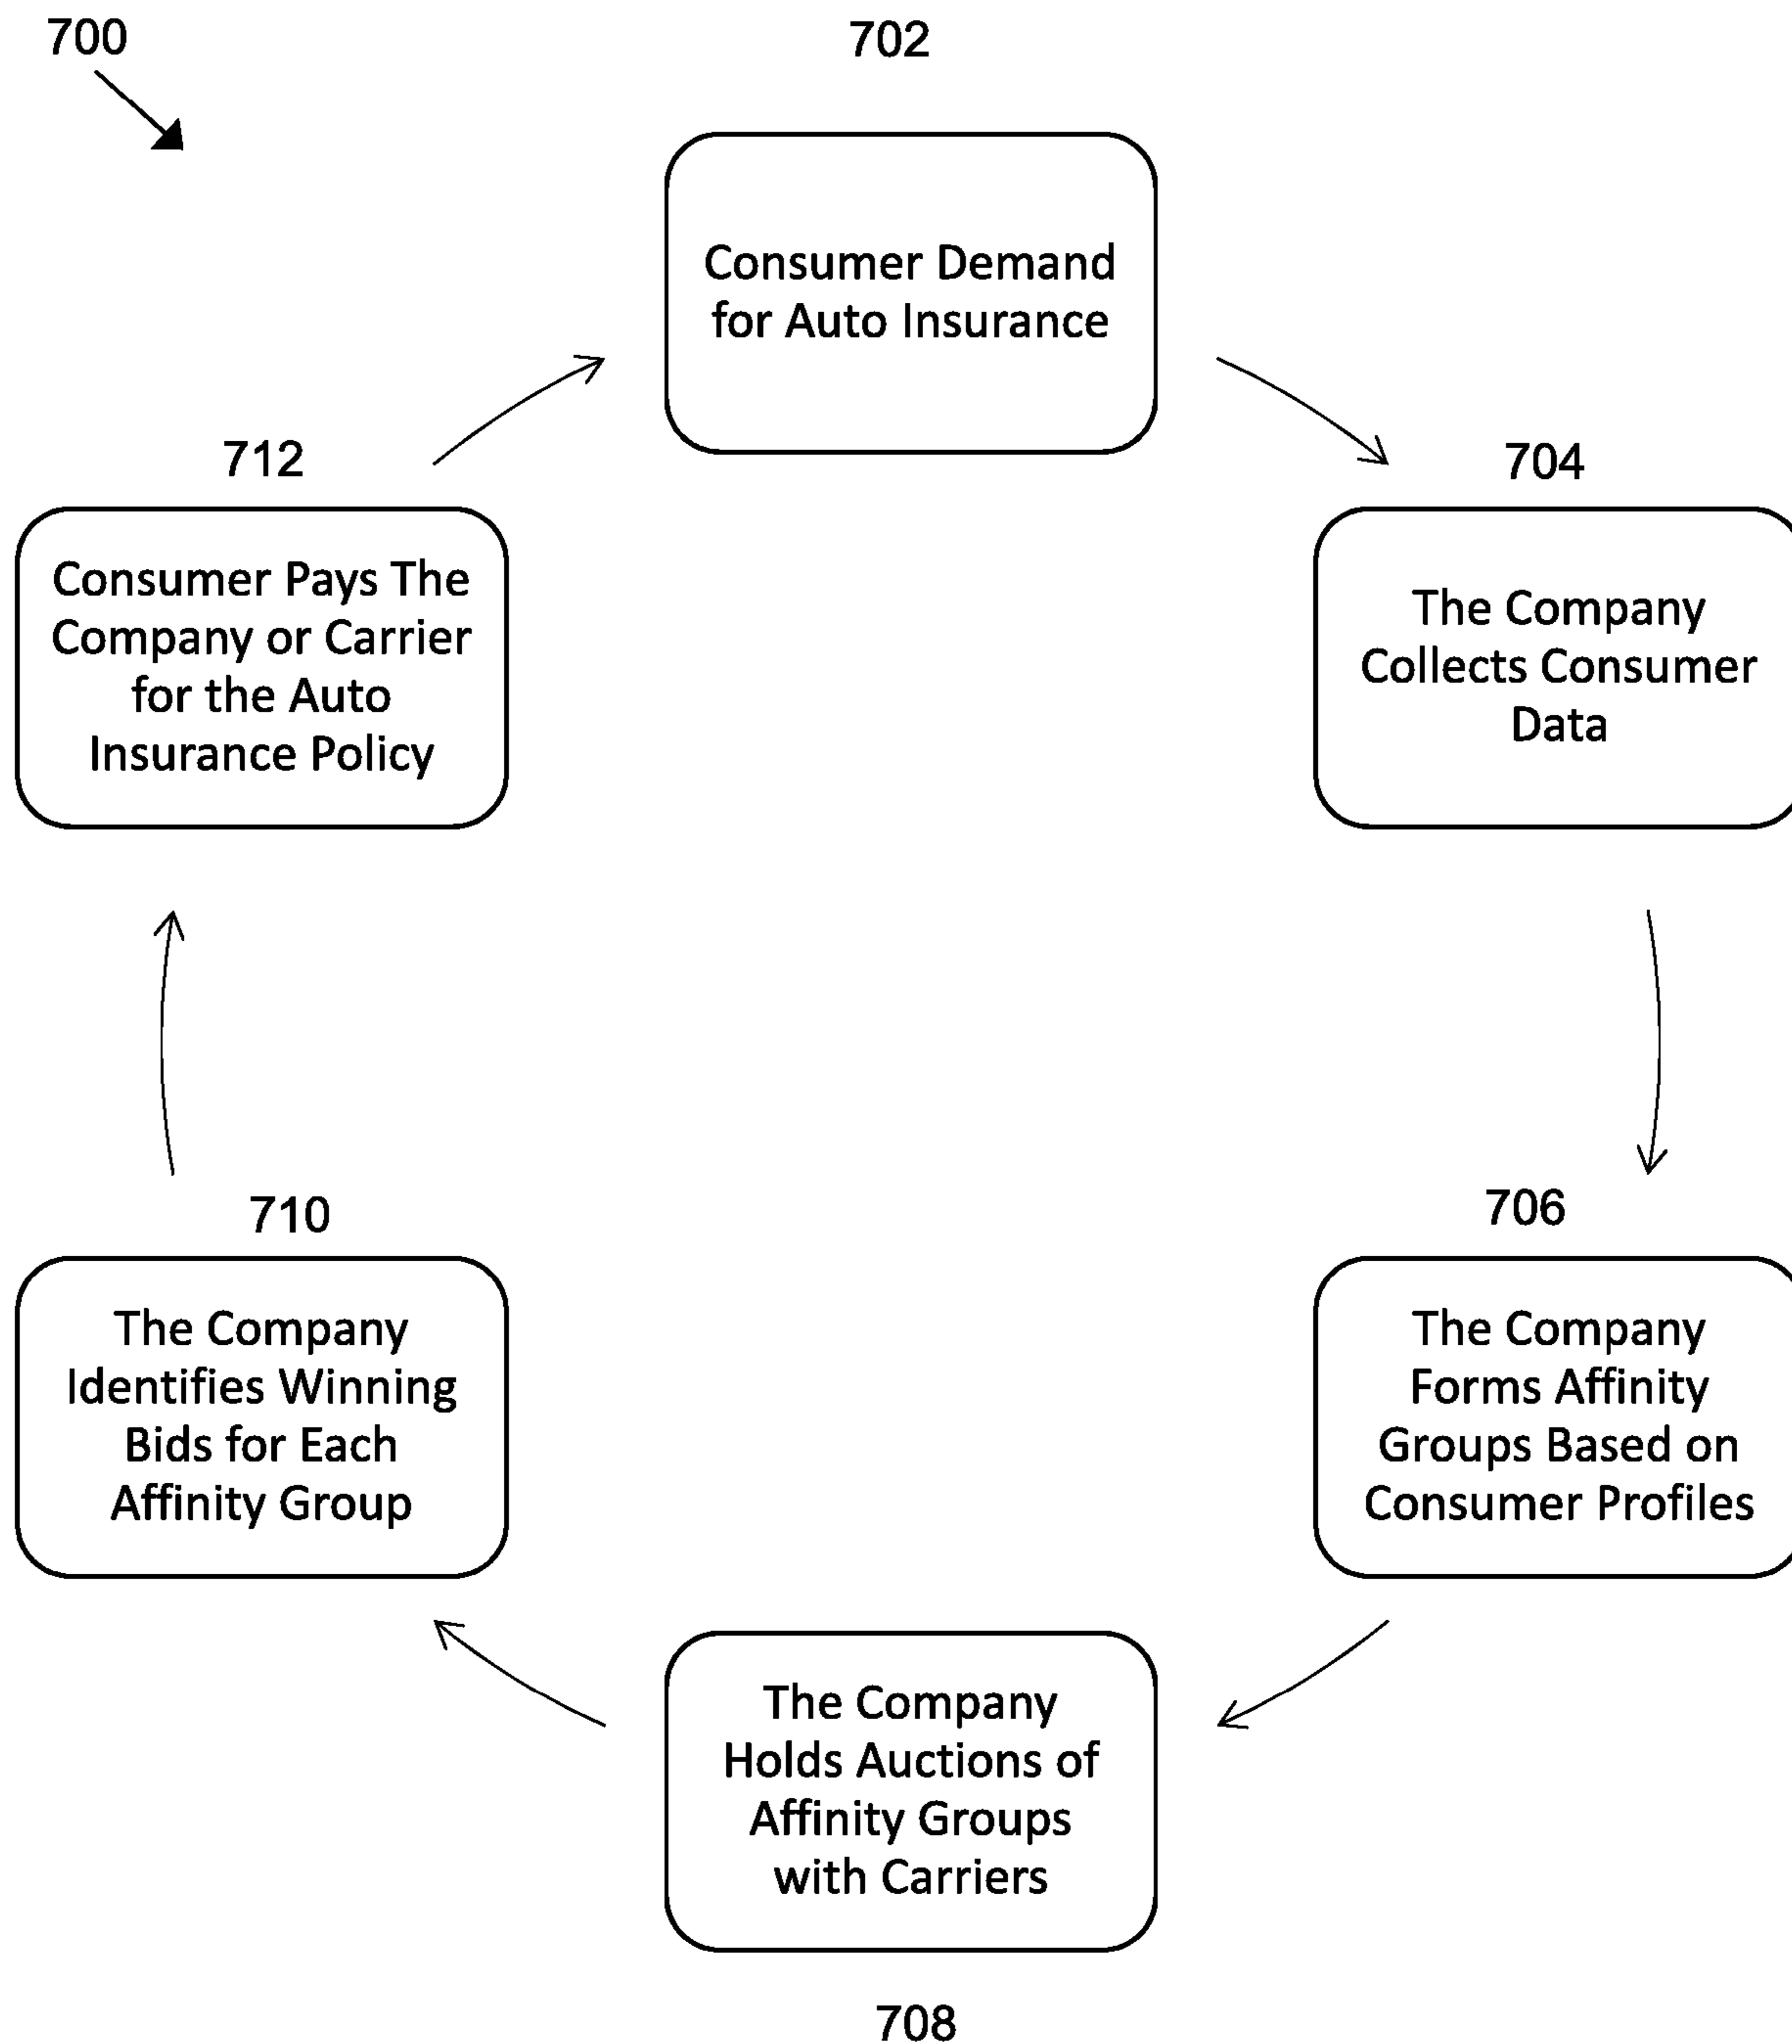 700
702
Consumer Demand
for Auto Insurance
712
704
Consumer Pays The
Company or Carrier
for the Auto
Insurance Policy
The Company
Collects Consumer
Data
710
706
The Company
Identifies Winning
Bids for Each
Affinity Group
The Company
Forms Affinity
Groups Based on
Consumer Profiles
The Company
Holds Auctions of
Affinity Groups
with Carriers
708